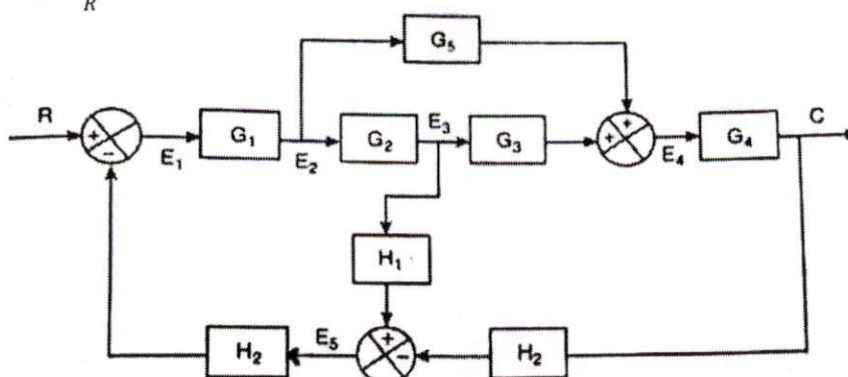 R
G₅
R
+
−
E₁
G₁
E₂
G₂
E₃
G₃
+
+
E₄
G₄
C
H₁
H₂
E₅
+
−
H₂